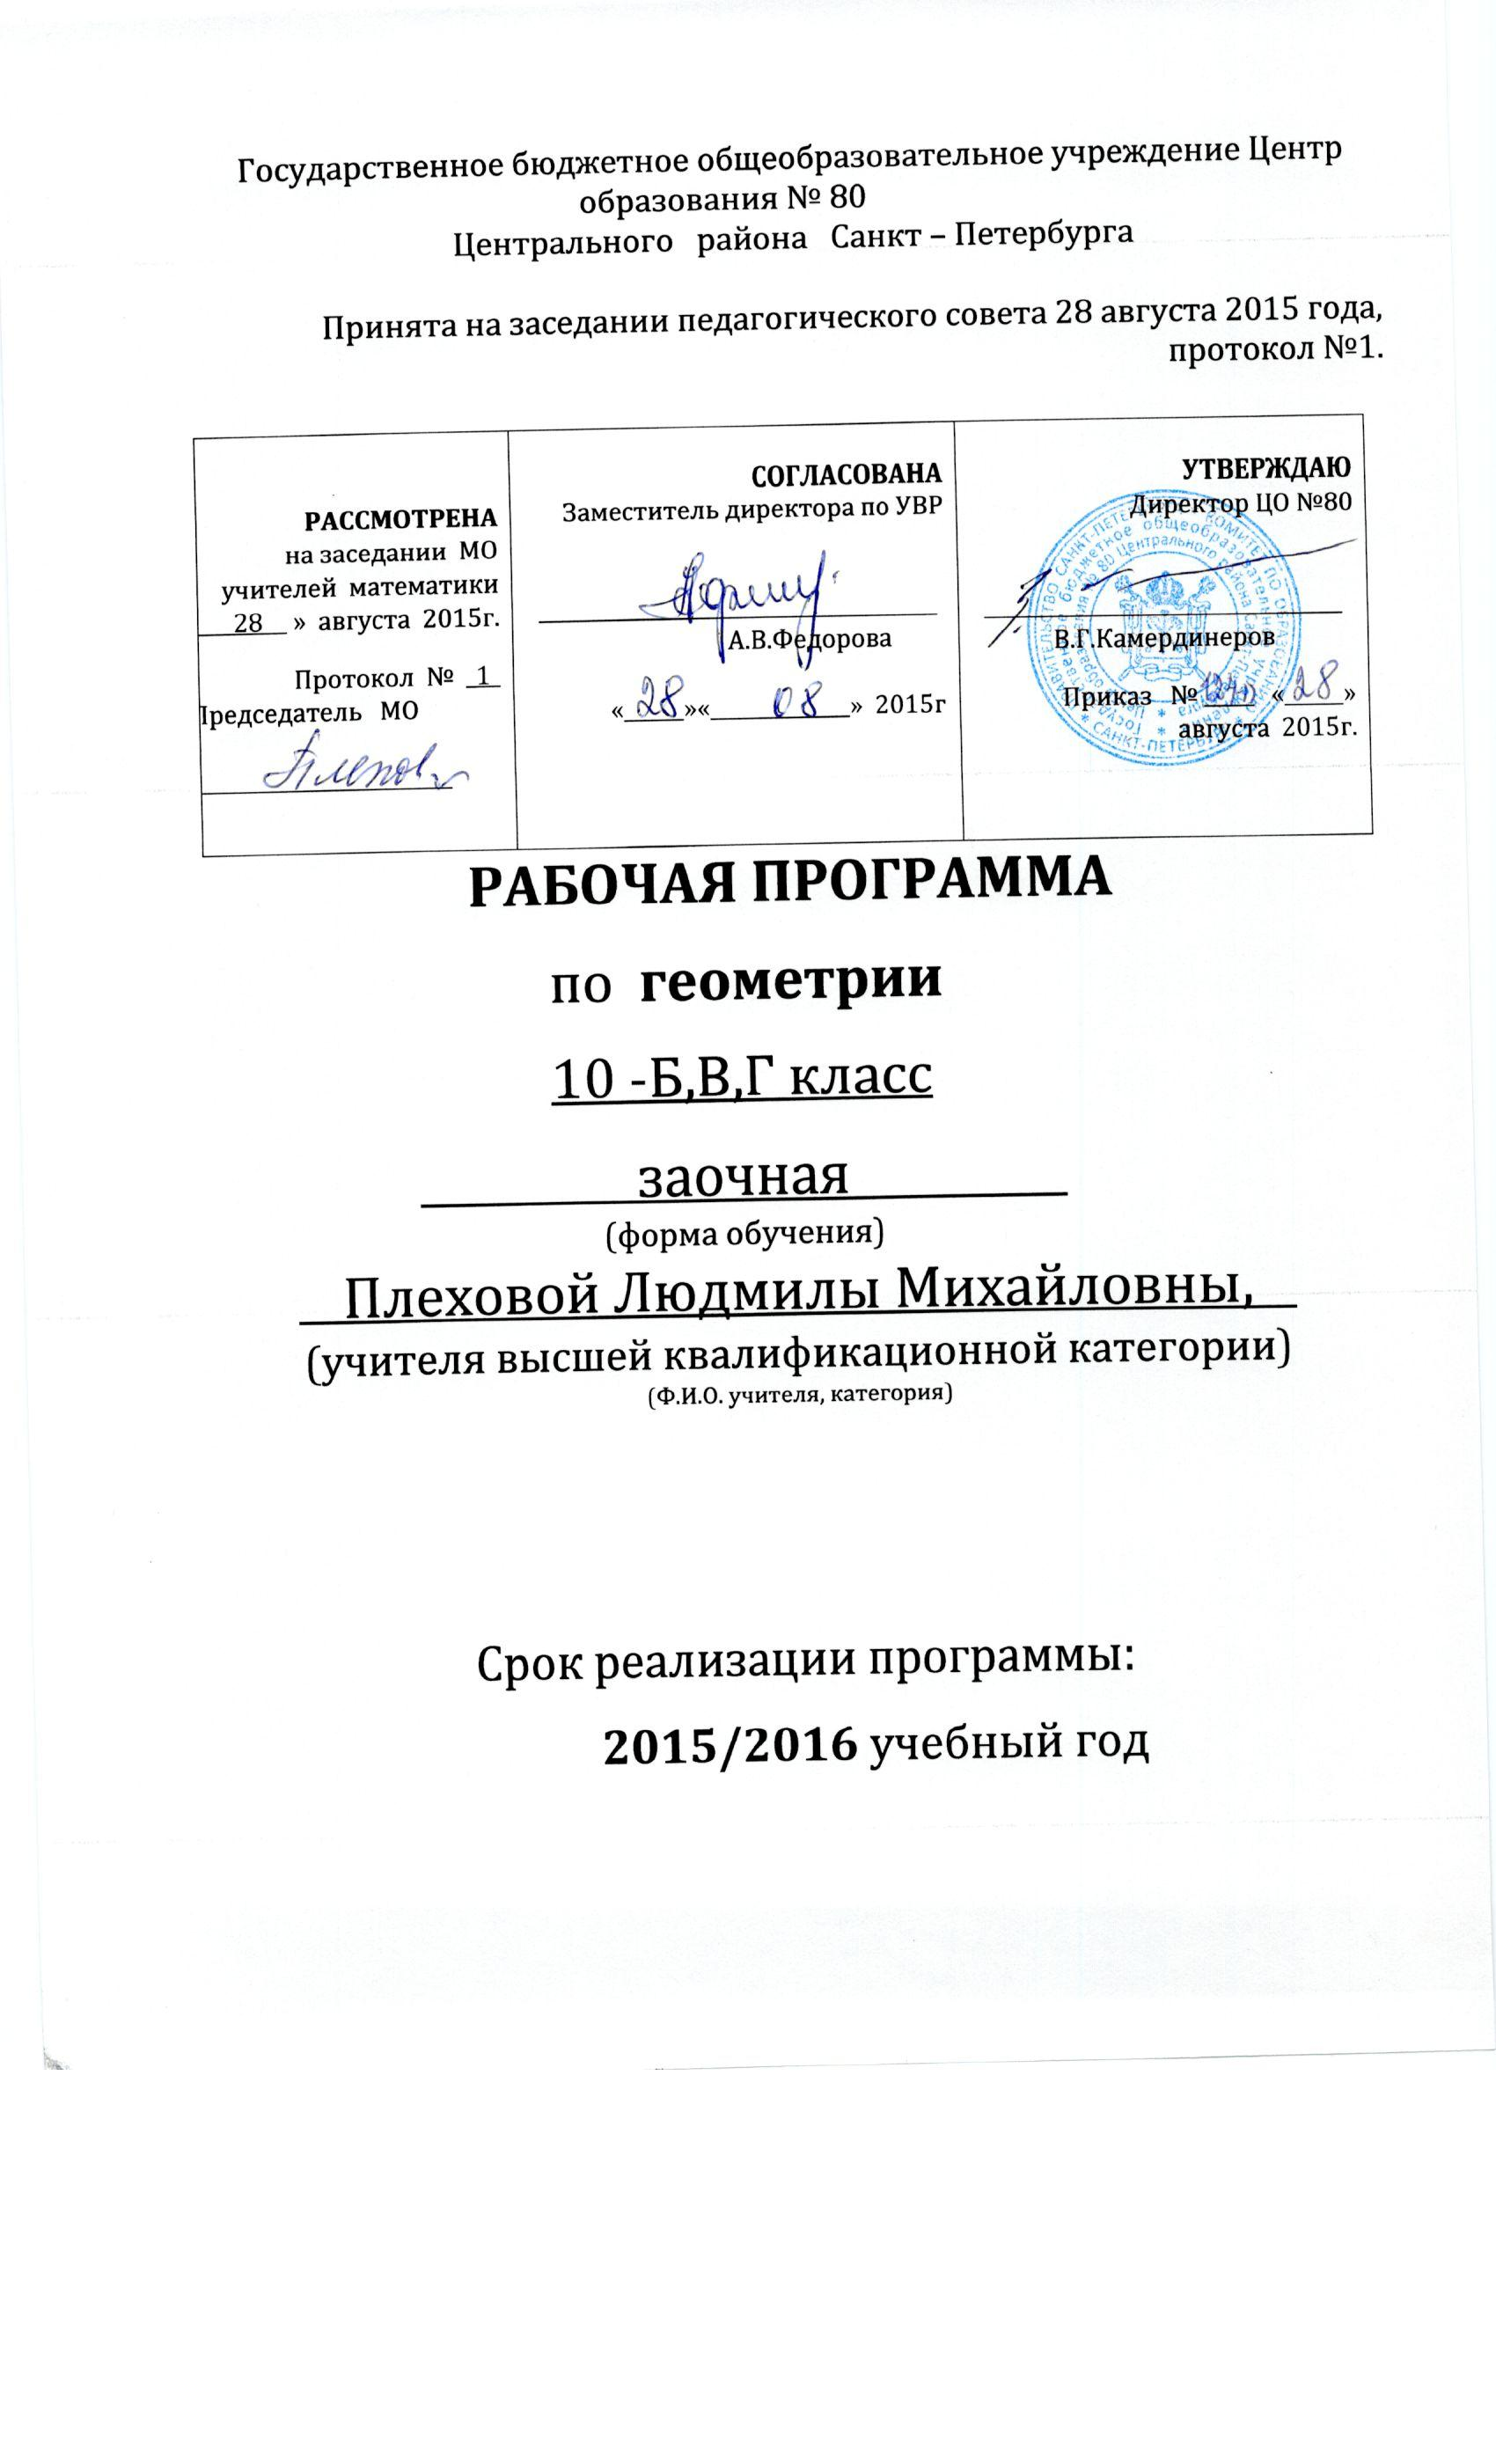 Государственное бюджетное общеобразовательное учреждение Центр
образования № 80
Центрального района Санкт – Петербурга
Принята на заседании педагогического совета 28 августа 2015 года,
протокол №1.
РАССМОТРЕНА
на заседании МО
учителей математики
28 » августа 2015г.
Протокол № 1
Председатель МО
СОГЛАСОВАНА
Заместитель директора по УВР
А.В.Федорова
«28»«08» 2015г
УТВЕРЖДАЮ
Директор ЦО №80
В.Г.Камердинеров
Приказ № «28»
августа 2015г.
РАБОЧАЯ ПРОГРАММА
по геометрии
10 -Б,В,Г класс
заочная
(форма обучения)
Плеховой Людмилы Михайловны,
(учителя высшей квалификационной категории)
(Ф.И.О. учителя, категория)
Срок реализации программы:
2015/2016 учебный год